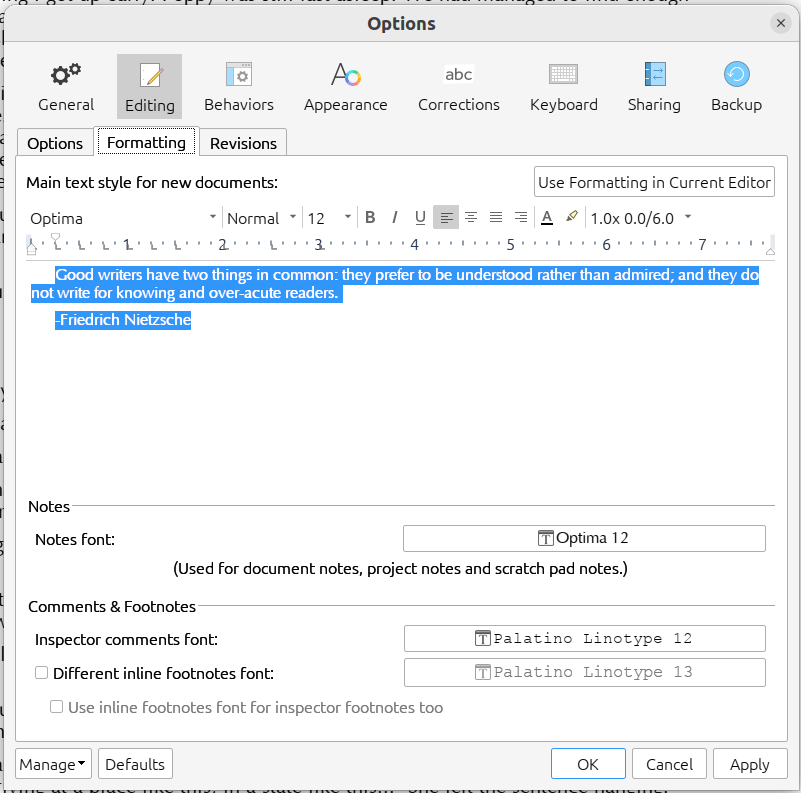 Options
General
Editing
Behaviors
Appearance
abc
Corrections
Keyboard
Sharing
Backup
Options Formatting Revisions
Main text style for new documents: Use Formatting in Current Editor
Optima Normal 12 B I U A 1.0x 0.0/6.0
1 2 3 4 5 6 7
Good writers have two things in common: they prefer to be understood rather than admired; and they do
not write for knowing and over-acute readers.
-Friedrich Nietzsche
Notes
Notes font: Optima 12
(Used for document notes, project notes and scratch pad notes.)
Comments & Footnotes
Inspector comments font: Palatino Linotype 12
Different inline footnotes font: Palatino Linotype 13
Use inline footnotes font for inspector footnotes too
Manage Defaults OK Cancel Apply